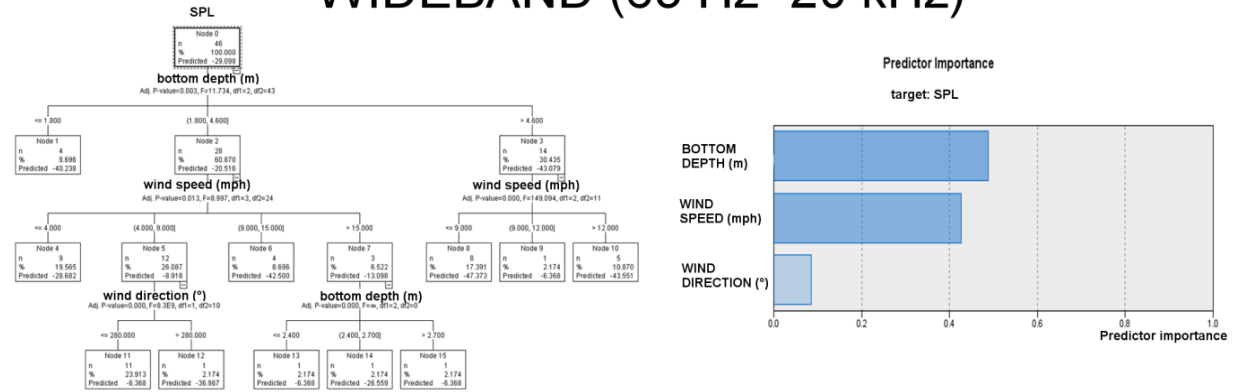 WIDEBAND (63 Hz -20 kHz)
SPL
Node 0
n 46
% 100.000
Predicted -29.098
bottom depth (m)
Adj. P-value=0.003, F=11.734, df1=2, df2=43
<= 1.800
(1.800, 4.600]
> 4.600
Node 1
n 4
% 8.696
Predicted -40.238
Node 2
n 28
% 60.870
Predicted -20.516
Node 3
n 14
% 30.435
Predicted -43.079
wind speed (mph)
Adj. P-value=0.013, F=8.997, df1=3, df2=24
wind speed (mph)
Adj. P-value=0.000, F=149.094, df1=2, df2=11
<= 4.000
(4.000, 9.000]
(9.000, 15.000]
> 15.000
<= 9.000
(9.000, 12.000]
> 12.000
Node 4
n 9
% 19.565
Predicted -28.682
Node 5
n 12
% 26.087
Predicted -8.918
Node 6
n 4
% 8.696
Predicted -42.500
Node 7
n 3
% 6.522
Predicted -13.098
Node 8
n 8
% 17.391
Predicted -47.373
Node 9
n 1
% 2.174
Predicted -6.368
Node 10
n 5
% 10.870
Predicted -43.551
wind direction (°)
Adj. P-value=0.000, F=8.3E9, df1=1, df2=10
bottom depth (m)
Adj. P-value=0.000, F=∞, df1=2, df2=0
<= 280.000
> 280.000
<= 2.400
(2.400, 2.700]
> 2.700
Node 11
n 11
% 23.913
Predicted -6.368
Node 12
n 1
% 2.174
Predicted -36.967
Node 13
n 1
% 2.174
Predicted -6.368
Node 14
n 1
% 2.174
Predicted -26.559
Node 15
n 1
% 2.174
Predicted -6.368
Predictor Importance
target: SPL
BOTTOM
DEPTH (m)
WIND
SPEED (mph)
WIND
DIRECTION (°)
0.0 0.2 0.4 0.6 0.8 1.0
Predictor importance